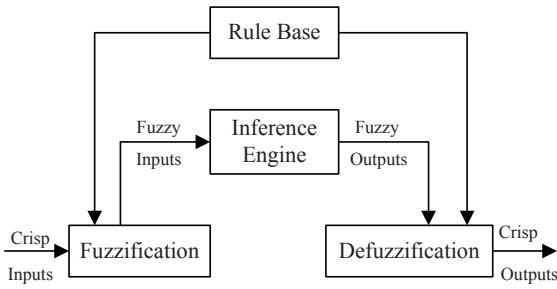 Rule Base
Fuzzy
Inputs
Inference
Engine
Fuzzy
Outputs
Crisp
Inputs
Fuzzification
Defuzzification
Crisp
Outputs